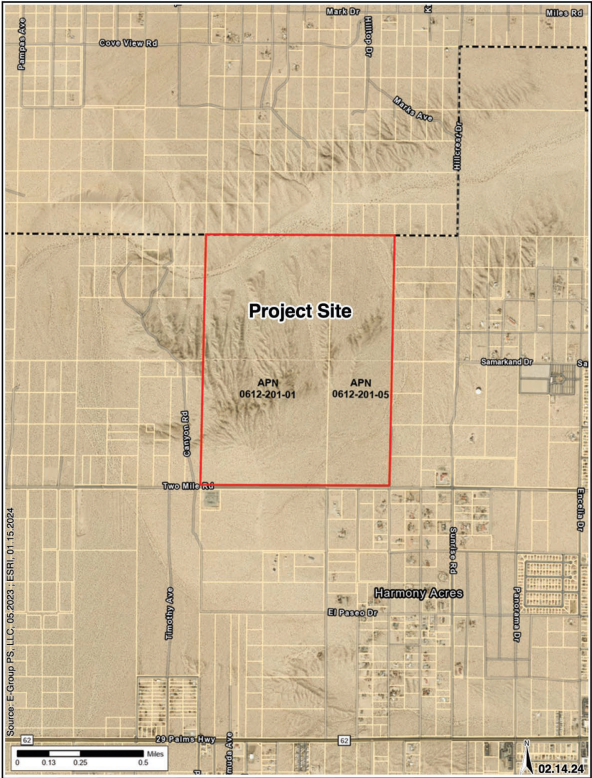 Mark Dr
Miles Rd
Pampas Ave
Cove View Rd
Hilltop Dr
Marks Ave
Hillcrest Dr
Project Site
APN
0612-201-01
APN
0612-201-05
Samarkand Dr
Sa
Canyon Rd
Two Mile Rd
Encelia Dr
Sunrise Rd
Harmony Acres
El Paseo Dr
Panorama Dr
Timothy Ave
Source: E-Group PS, LLC, 05.2023 ; ESRI, 01.15.2024
62
29 Palms Hwy
62
muda Ave
Miles
0 0.13 0.25 0.5
N
02.14.24